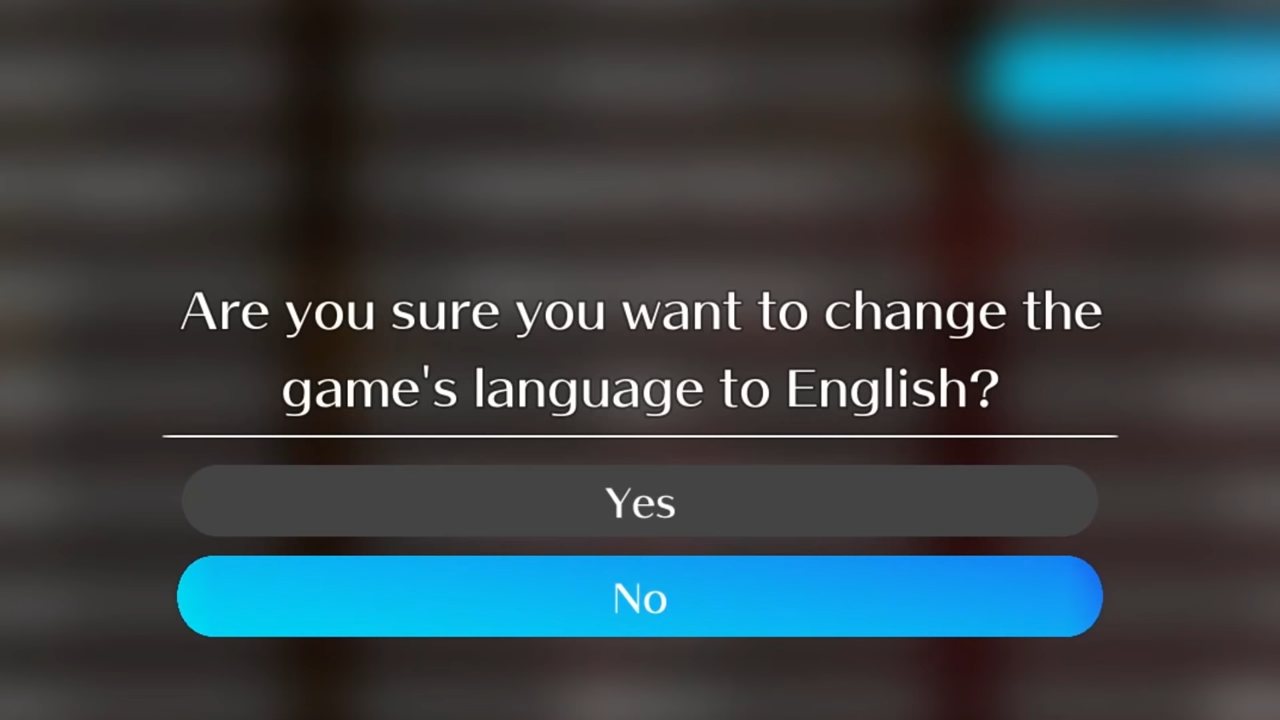 Are you sure you want to change the
game's language to English?
Yes
No